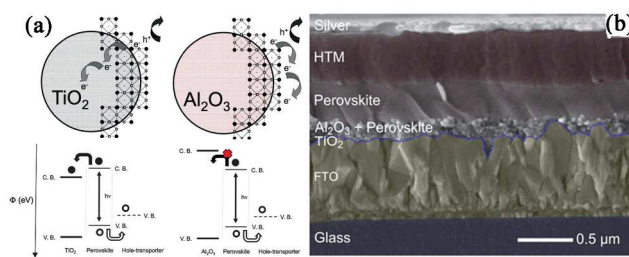 (a)
h⁺
e⁻
e⁻
e⁻
TiO₂
h⁺
e⁻
e⁻
e⁻
Al₂O₃
Φ (eV)
C. B.
C. B.
hν
V. B.
V. B.
TiO₂ Perovskite Hole-transporter
C. B.
C. B.
hν
V. B.
V. B.
Al₂O₃ Perovskite Hole-transporter
(b)
Silver
HTM
Perovskite
Al₂O₃ + Perovskite
TiO₂
FTO
Glass
0.5 μm